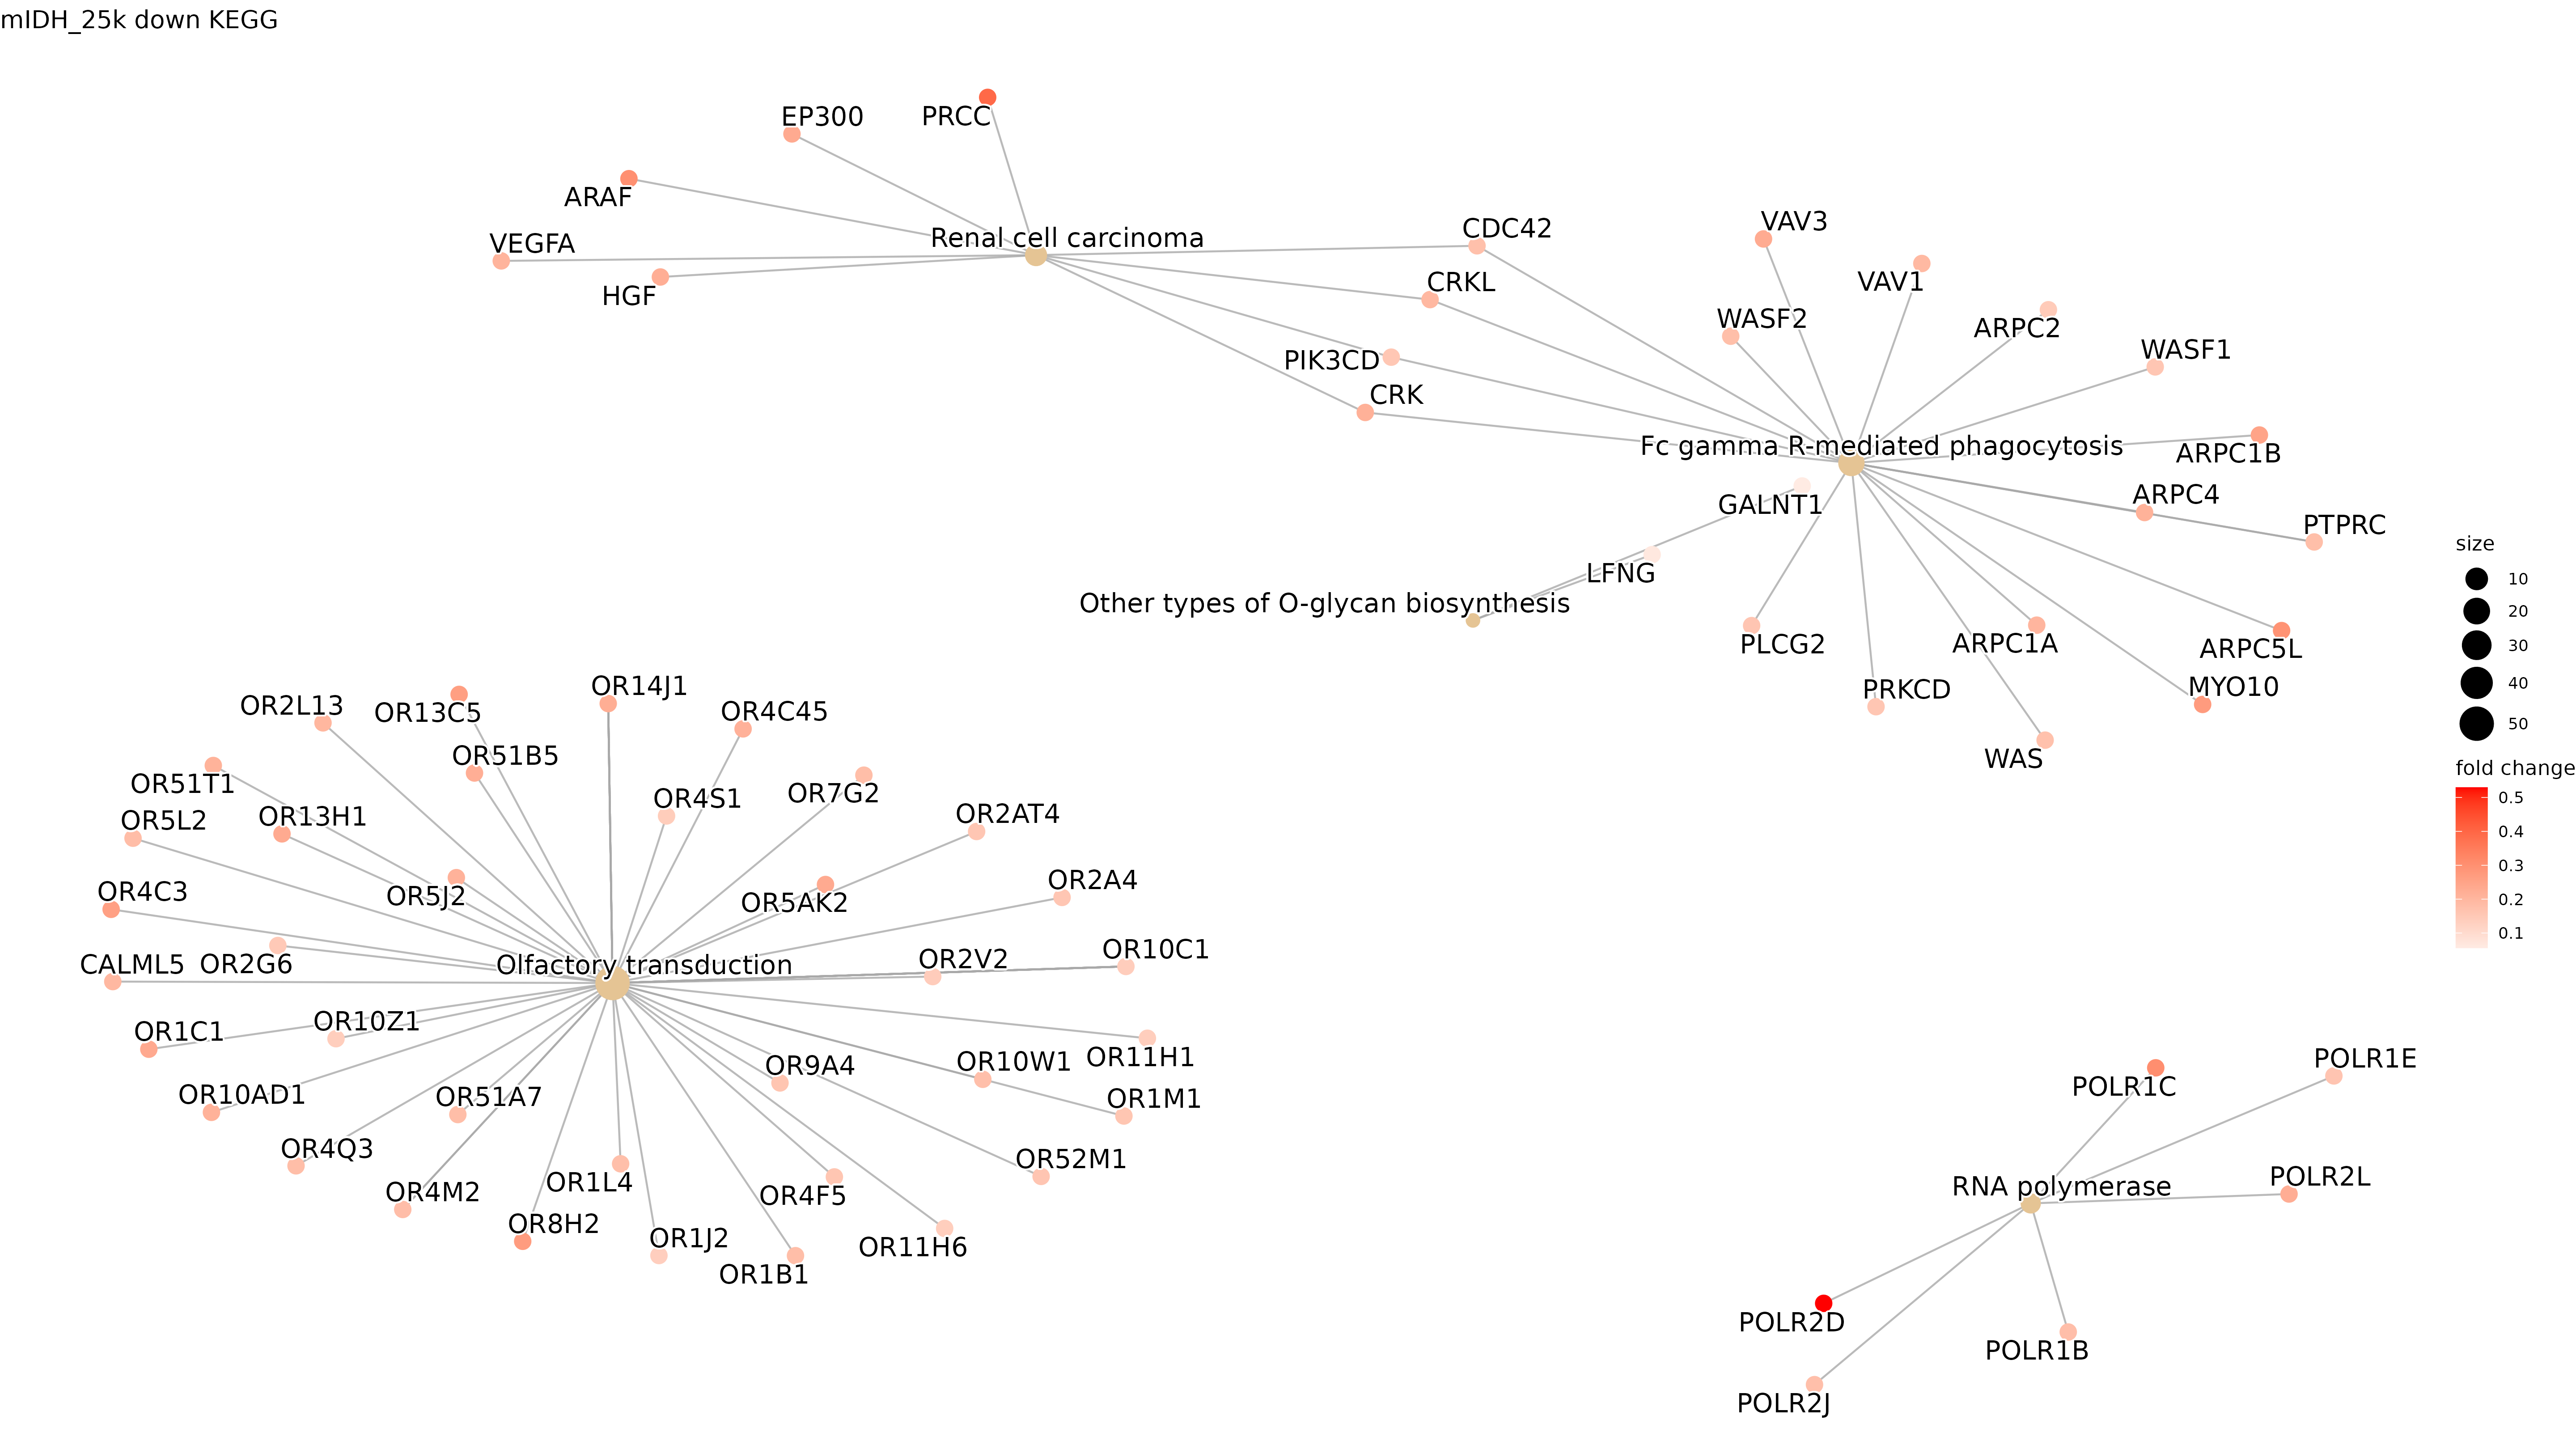 mIDH_25k down KEGG
EP300
PRCC
ARAF
VEGFA
HGF
Renal cell carcinoma
CDC42
CRKL
PIK3CD
CRK
VAV3
VAV1
WASF2
ARPC2
WASF1
Fc gamma R-mediated phagocytosis
ARPC1B
ARPC4
PTPRC
GALNT1
LFNG
Other types of O-glycan biosynthesis
PLCG2
ARPC1A
ARPC5L
PRKCD
MYO10
WAS
size
10
20
30
40
50
fold change
0.5
0.4
0.3
0.2
0.1
OR2L13
OR13C5
OR14J1
OR4C45
OR51B5
OR51T1
OR4S1
OR7G2
OR5L2
OR13H1
OR2AT4
OR4C3
OR5J2
OR5AK2
OR2A4
CALML5
OR2G6
Olfactory transduction
OR2V2
OR10C1
OR1C1
OR10Z1
OR9A4
OR10W1
OR11H1
OR10AD1
OR51A7
OR1M1
OR4Q3
OR52M1
OR4M2
OR1L4
OR4F5
OR8H2
OR1J2
OR11H6
OR1B1
POLR1C
POLR1E
RNA polymerase
POLR2L
POLR2D
POLR1B
POLR2J